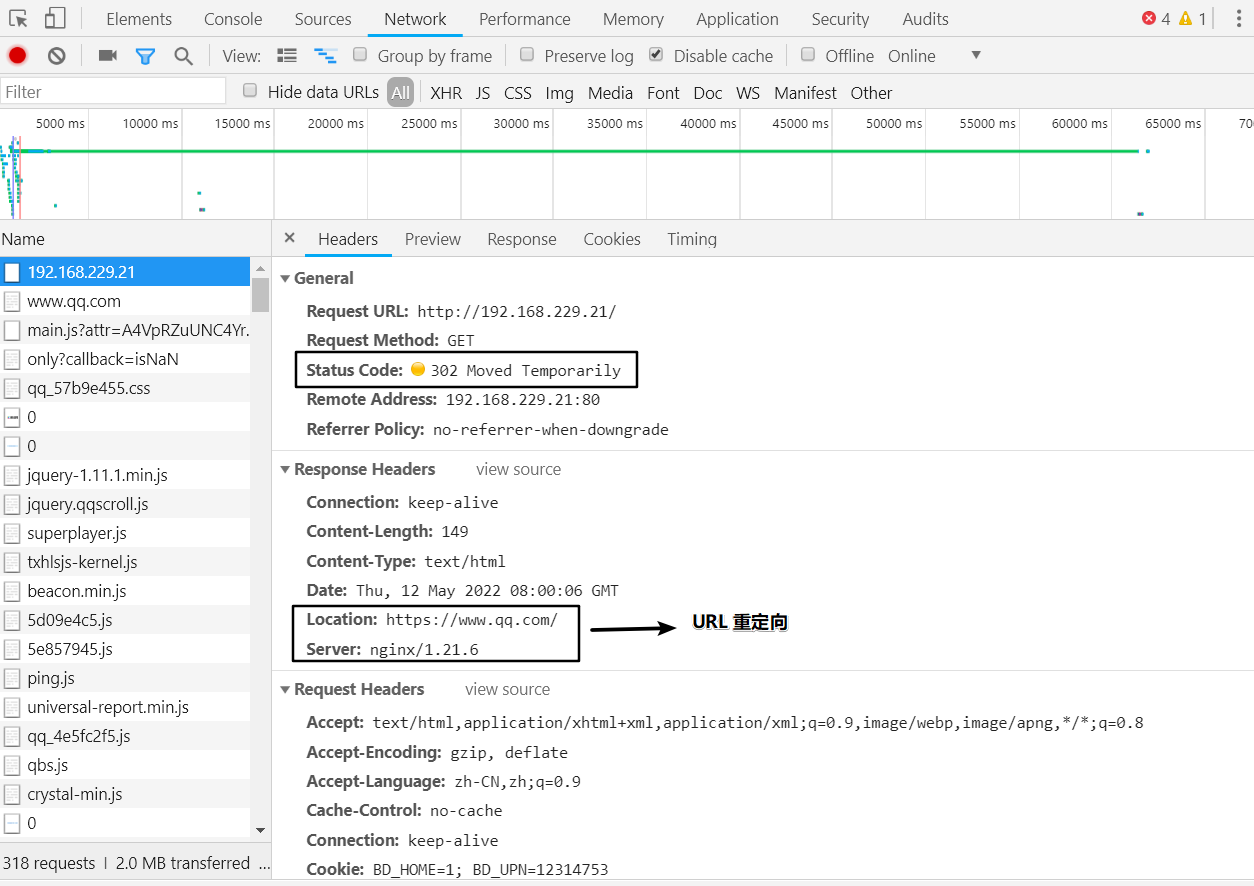 Elements Console Sources Network Performance Memory Application Security Audits 4 1
View: Group by frame Preserve log Disable cache Offline Online
Filter Hide data URLs All XHR JS CSS Img Media Font Doc WS Manifest Other
5000 ms 10000 ms 15000 ms 20000 ms 25000 ms 30000 ms 35000 ms 40000 ms 45000 ms 50000 ms 55000 ms 60000 ms 65000 ms 70
Name
192.168.229.21
www.qq.com
main.js?attr=A4VpRZuUNC4Yr.
only?callback=isNaN
qq_57b9e455.css
0
0
jquery-1.11.1.min.js
jquery.qqscroll.js
superplayer.js
txhlsjs-kernel.js
beacon.min.js
5d09e4c5.js
5e857945.js
ping.js
universal-report.min.js
qq_4e5fc2f5.js
qbs.js
crystal-min.js
0
318 requests | 2.0 MB transferred ...
× Headers Preview Response Cookies Timing
General
Request URL: http://192.168.229.21/
Request Method: GET
Status Code: 302 Moved Temporarily
Remote Address: 192.168.229.21:80
Referrer Policy: no-referrer-when-downgrade
Response Headers view source
Connection: keep-alive
Content-Length: 149
Content-Type: text/html
Date: Thu, 12 May 2022 08:00:06 GMT
Location: https://www.qq.com/
URL 重定向
Server: nginx/1.21.6
Request Headers view source
Accept: text/html,application/xhtml+xml,application/xml;q=0.9,image/webp,image/apng,*/*;q=0.8
Accept-Encoding: gzip, deflate
Accept-Language: zh-CN,zh;q=0.9
Cache-Control: no-cache
Connection: keep-alive
Cookie: BD_HOME=1; BD_UPN=12314753